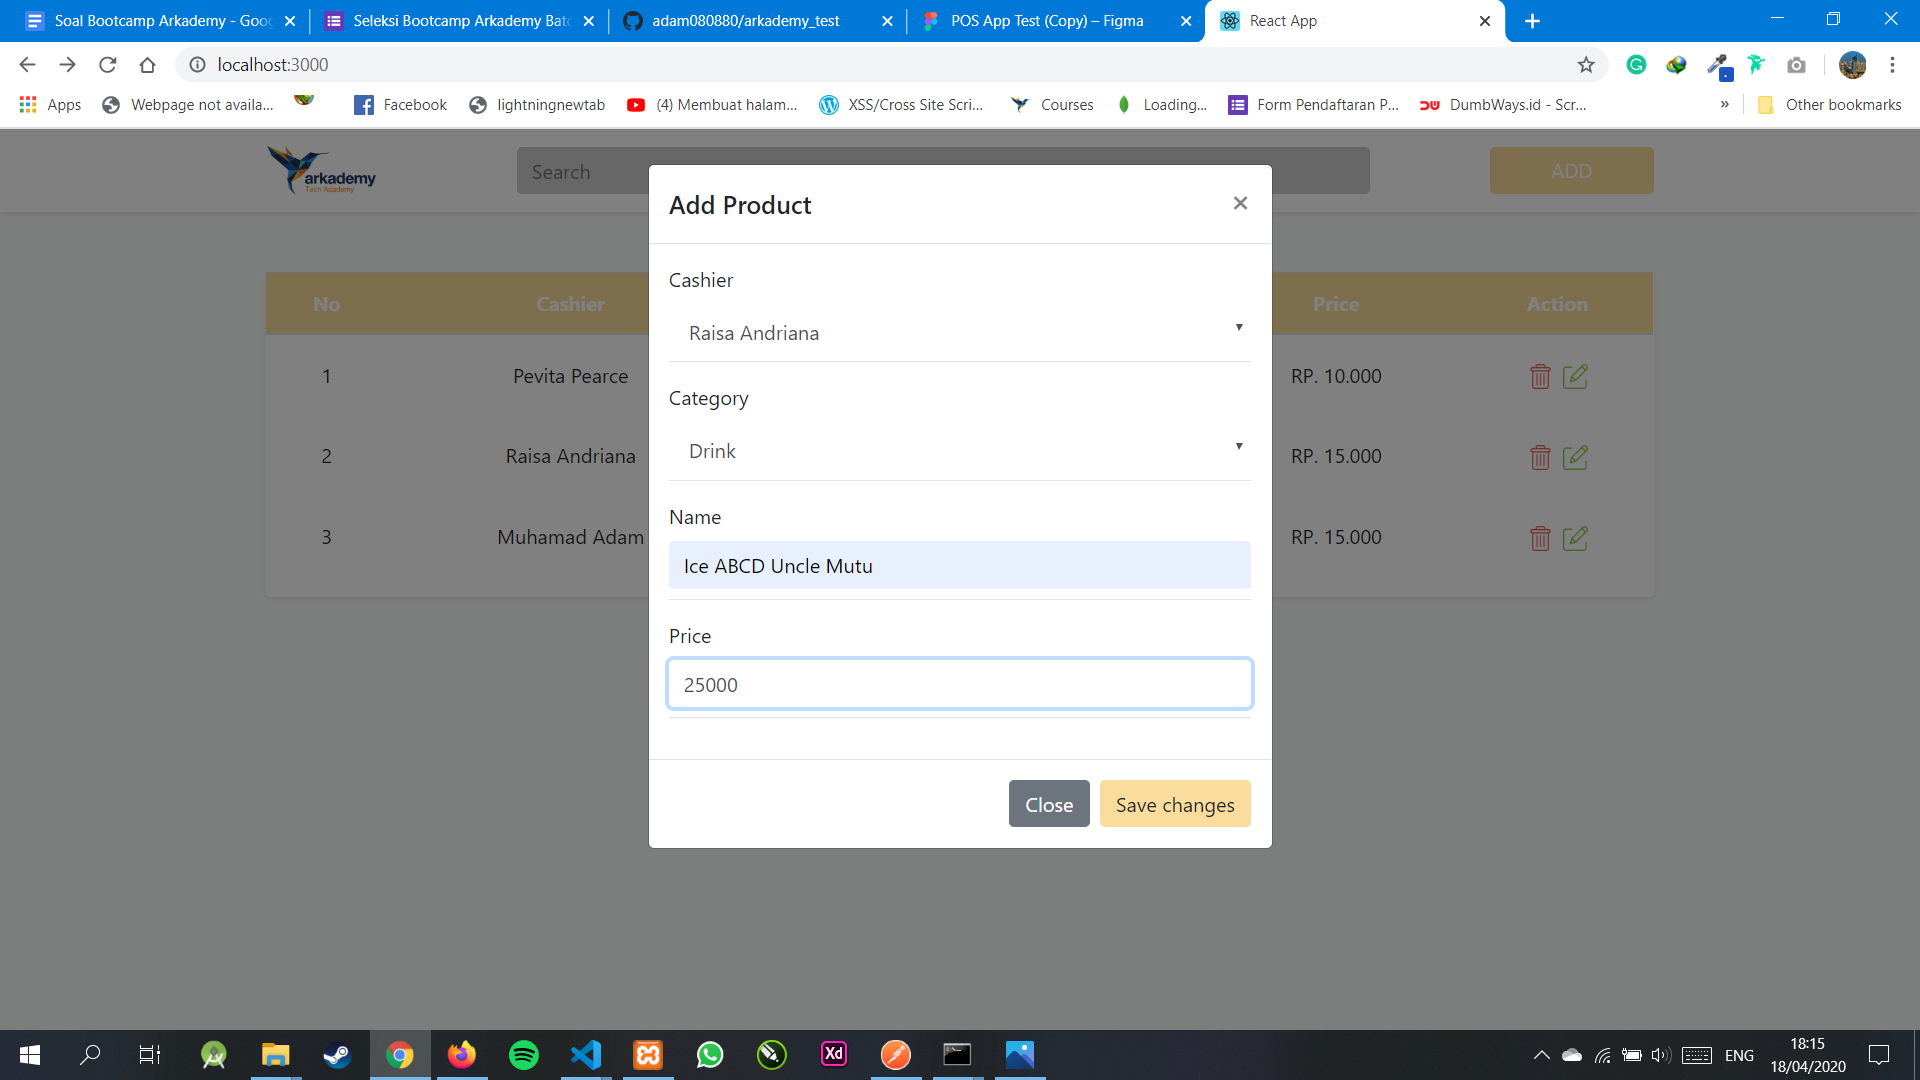 Soal Bootcamp Arkademy - Goo
Seleksi Bootcamp Arkademy Bat
adam080880/arkademy_test
POS App Test (Copy) – Figma
React App
localhost:3000
Apps
Webpage not availa...
Facebook
lightningnewtab
(4) Membuat halam...
XSS/Cross Site Scri...
Courses
Loading...
Form Pendaftaran P...
DumbWays.id - Scr...
»
Other bookmarks
arkademy
Tech Academy
Search
ADD
Add Product
×
No
Cashier
Price
Action
1
Pevita Pearce
RP. 10.000
2
Raisa Andriana
RP. 15.000
3
Muhamad Adam
RP. 15.000
Cashier
Raisa Andriana
Category
Drink
Name
Ice ABCD Uncle Mutu
Price
25000
Close
Save changes
Xd
ENG
18:15
18/04/2020